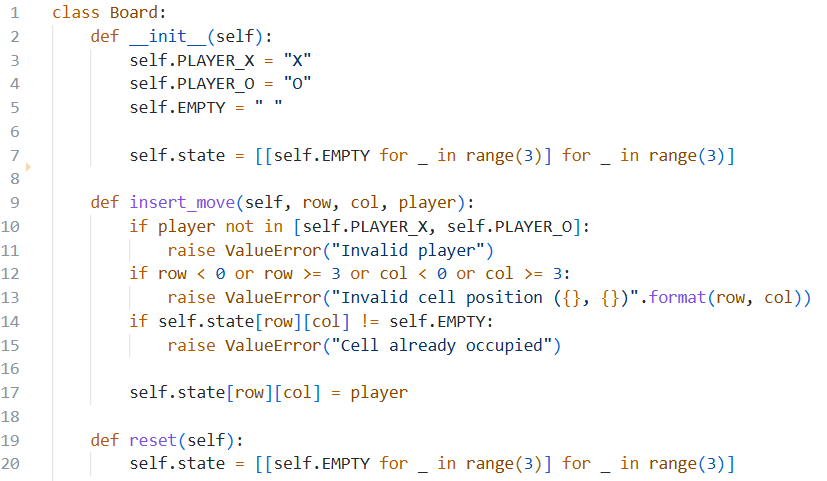 1 class Board:
2     def __init__(self):
3         self.PLAYER_X = "X"
4         self.PLAYER_O = "O"
5         self.EMPTY = " "
6
7         self.state = [[self.EMPTY for _ in range(3)] for _ in range(3)]
8
9     def insert_move(self, row, col, player):
10         if player not in [self.PLAYER_X, self.PLAYER_O]:
11             raise ValueError("Invalid player")
12         if row < 0 or row >= 3 or col < 0 or col >= 3:
13             raise ValueError("Invalid cell position ({}, {})".format(row, col))
14         if self.state[row][col] != self.EMPTY:
15             raise ValueError("Cell already occupied")
16
17         self.state[row][col] = player
18
19     def reset(self):
20         self.state = [[self.EMPTY for _ in range(3)] for _ in range(3)]